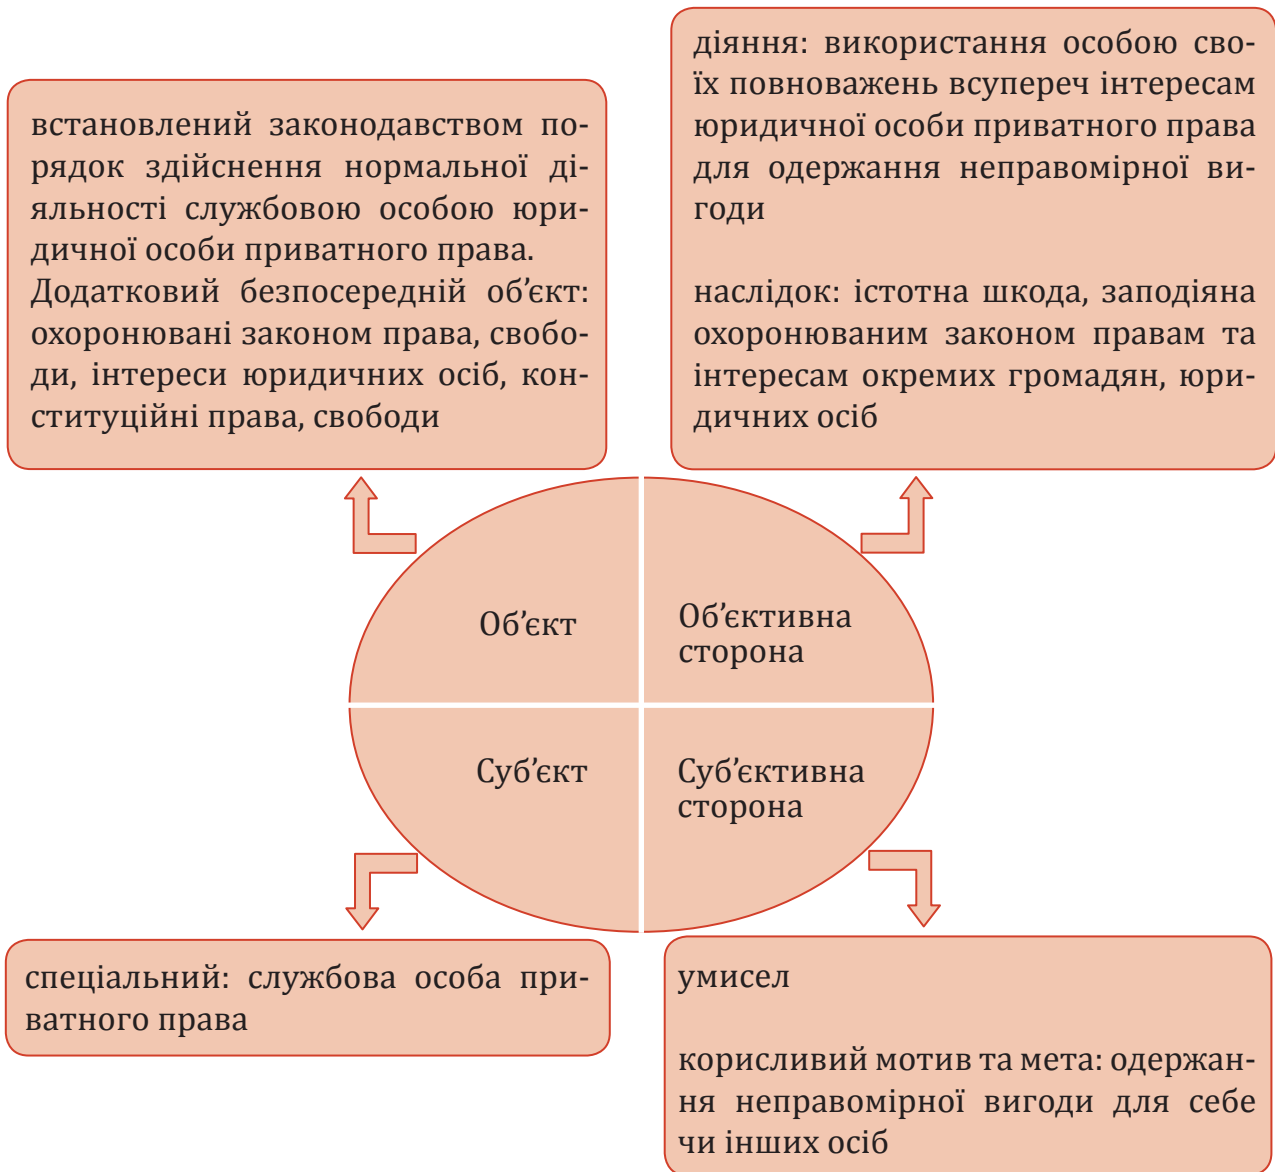 встановлений законодавством по-
рядок здійснення нормальної ді-
яльності службовою особою юри-
дичної особи приватного права.
Додатковий безпосередній об’єкт:
охоронювані законом права, свобо-
ди, інтереси юридичних осіб, кон-
ституційні права, свободи
діяння: використання особою сво-
їх повноважень всупереч інтересам
юридичної особи приватного права
для одержання неправомірної ви-
годи
наслідок: істотна шкода, заподіяна
охоронюваним законом правам та
інтересам окремих громадян, юри-
дичних осіб
Об’єкт
Об’єктивна
сторона
Суб’єкт
Суб’єктивна
сторона
спеціальний: службова особа при-
ватного права
умисел
корисливий мотив та мета: одержан-
ня неправомірної вигоди для себе
чи інших осіб